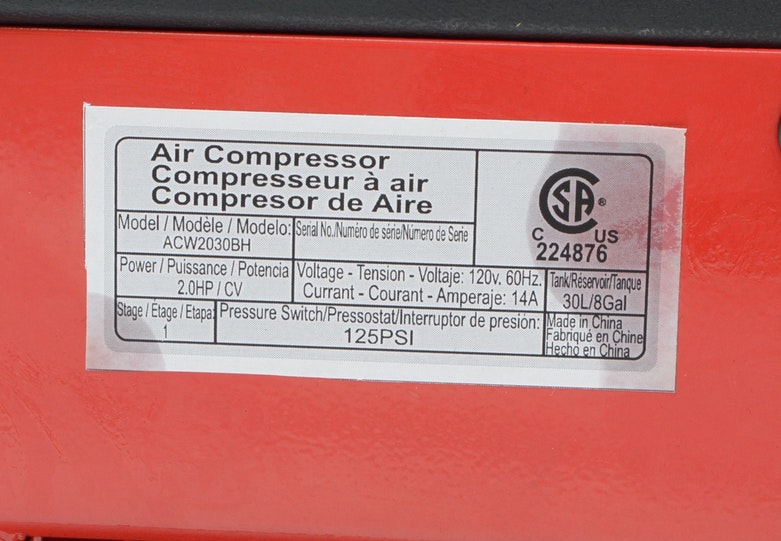 Air Compressor
Compresseur à air
Compresor de Aire
CSA®
C US
224876
Model / Modèle / Modelo:
ACW2030BH
Serial No./Numéro de série/Número de Serie
Power / Puissance / Potencia
2.0HP / CV
Voltage - Tension - Voltaje: 120v, 60Hz.
Currant - Courant - Amperaje: 14A
Tank/Réservoir/Tanque
30L/8Gal
Stage / Étage / Etapa:
1
Pressure Switch/Pressostat/Interruptor de presión:
125PSI
Made in China
Fabriqué en Chine
Hecho en China